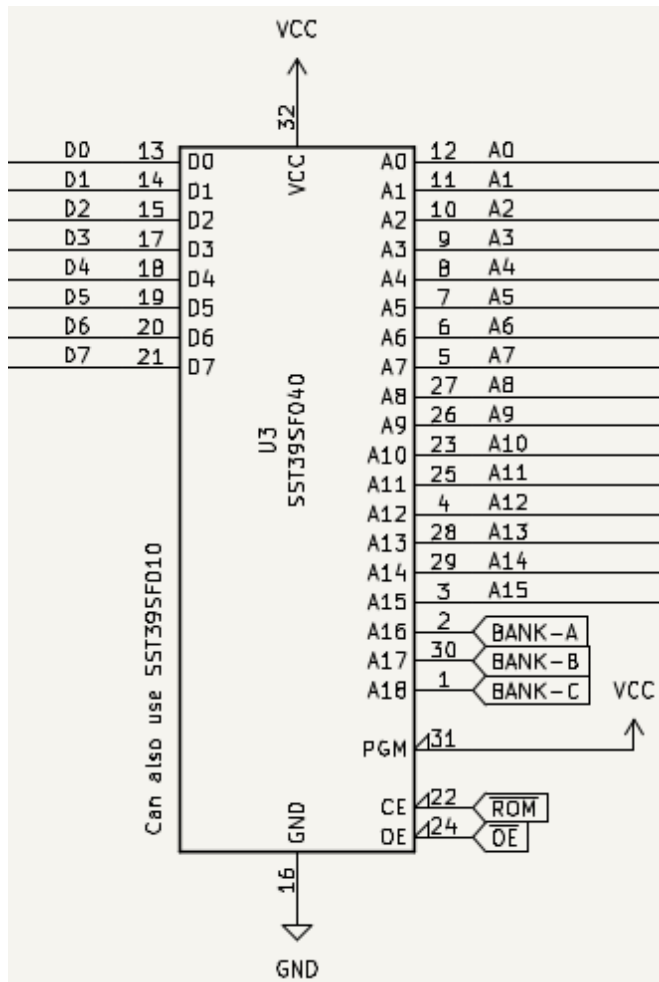 VCC
32
D0 13 D0 VCC A0 12 A0
D1 14 D1 A1 11 A1
D2 15 D2 A2 10 A2
D3 17 D3 A3 9 A3
D4 18 D4 A4 8 A4
D5 19 D5 A5 7 A5
D6 20 D6 A6 6 A6
D7 21 D7 A7 5 A7
A8 27 A8
A9 26 A9
A10 23 A10
A11 25 A11
A12 4 A12
A13 28 A13
A14 29 A14
A15 3 A15
A16 2 BANK-A
A17 30 BANK-B
A18 1 BANK-C
U3
SST39SF040
Can also use SST39SF010
VCC
PGM 31
CE 22 ROM
OE 24 OE
GND
16
GND